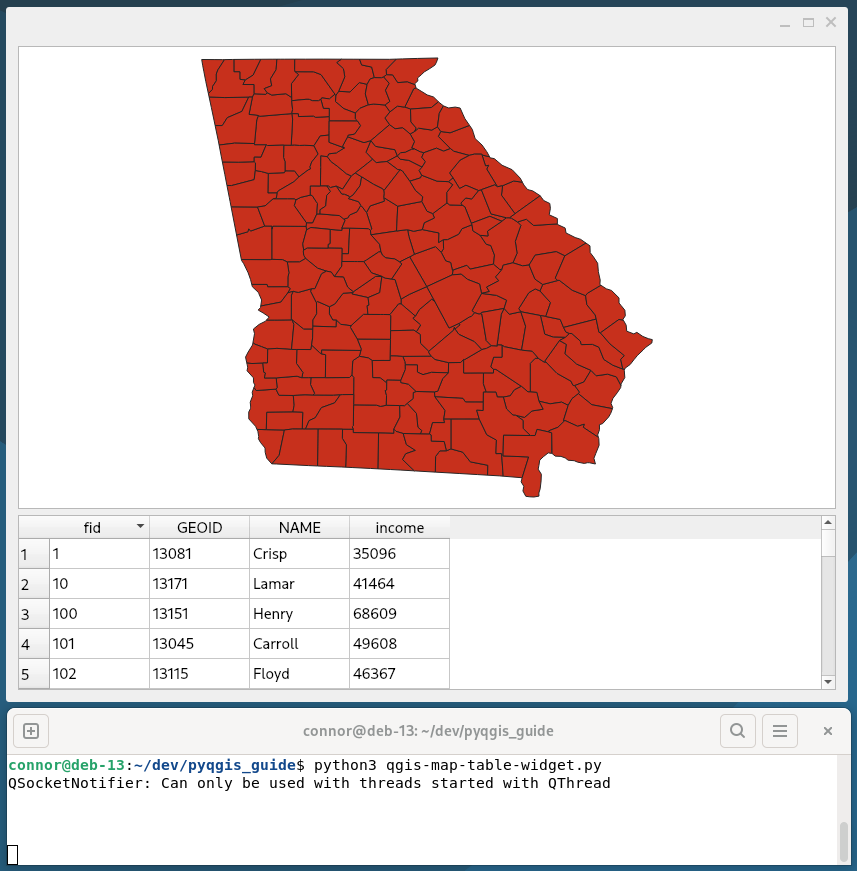 fid GEOID NAME income
1 1 13081 Crisp 35096
2 10 13171 Lamar 41464
3 100 13151 Henry 68609
4 101 13045 Carroll 49608
5 102 13115 Floyd 46367
connor@deb-13: ~/dev/pyqgis_guide
connor@deb-13:~/dev/pyqgis_guide$ python3 qgis-map-table-widget.py
QSocketNotifier: Can only be used with threads started with QThread